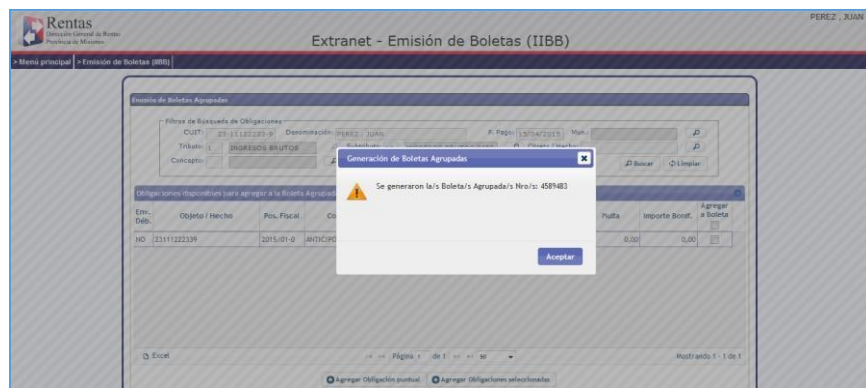 PEREZ , JUAN
Rentas
Dirección General de Rentas
Provincia de Misiones
Extranet - Emisión de Boletas (IIBB)
> Menú principal > Emisión de Boletas (IIBB)
Emisión de Boletas Agrupadas
Filtros de Búsqueda de Obligaciones
CUIT: 23-11122233-9 Denominación: PEREZ , JUAN F. Pago: 15/04/2015 Mun.:
Tributo: 1 INGRESOS BRUTOS
Concepto: Buscar Limpiar
Generación de Boletas Agrupadas
Se generaron la/s Boleta/s Agrupada/s Nro/s: 4589483
Aceptar
Obligaciones disponibles para agregar a la Boleta Agrupada
Env. Déb. Objeto / Hecho Pos. Fiscal Multa Importe Bonif. Agregar a Boleta
NO 23111222339 2015/01-0 0,00 0,00
Excel Página 1 de 1 50 Mostrando 1 - 1 de 1
Agregar Obligación puntual Agregar Obligaciones seleccionadas